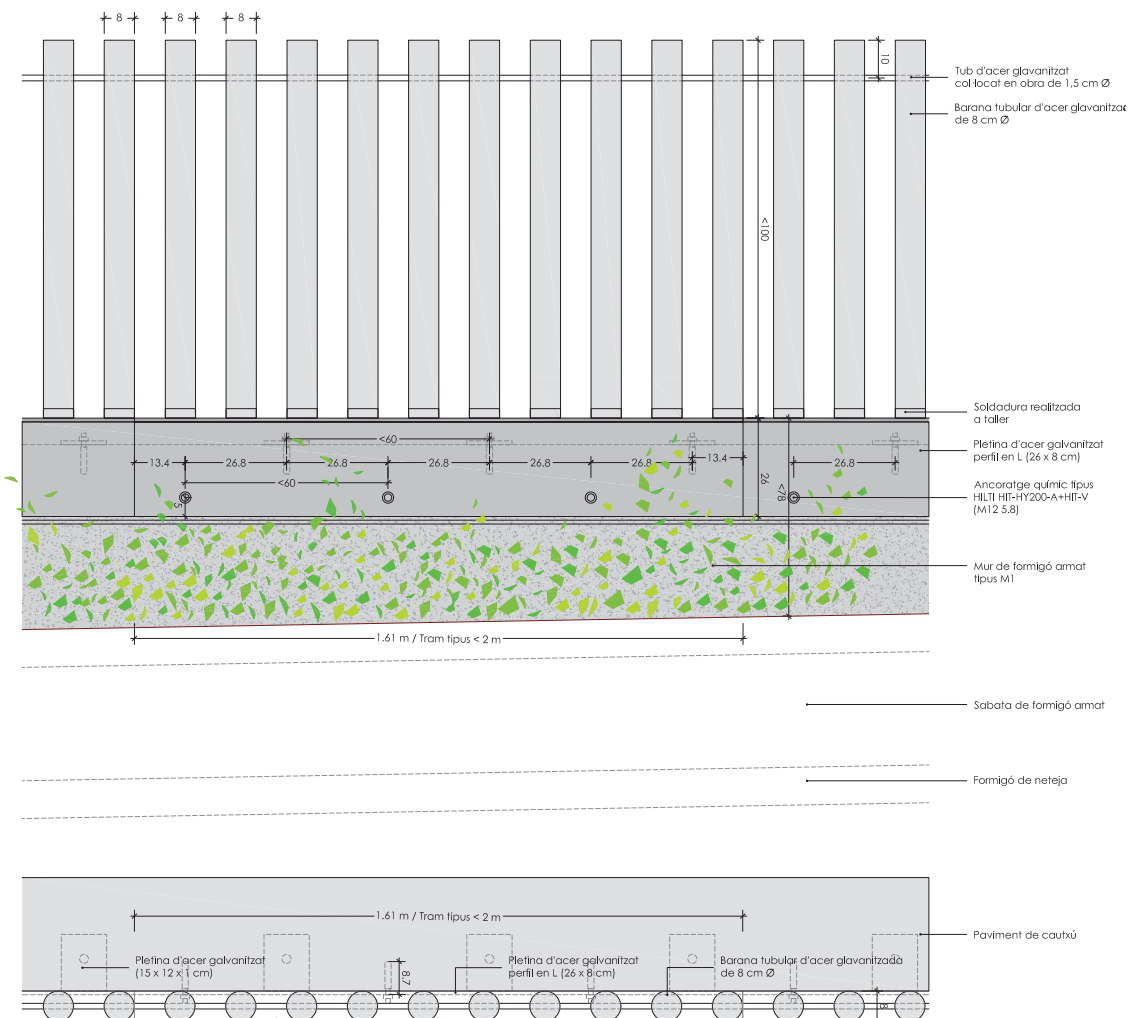 8
8
8
10
Tub d'acer glavanitzat
col·locat en obra de 1,5 cm Ø
Barana tubular d'acer glavanitzad
de 8 cm Ø
<100
Soldadura realitzada
a taller
<60
Pletina d'acer galvanitzat
perfil en L (26 x 8 cm)
13.4
26.8
26.8
26.8
26.8
26.8
13.4
26.8
26
<78
<60
5
Ancoratge químic tipus
HILTI HIT-HY200-A+HIT-V
(M12 5.8)
Mur de formigó armat
tipus M1
1.61 m / Tram tipus < 2 m
Sabata de formigó armat
Formigó de neteja
1.61 m / Tram tipus < 2 m
Paviment de cautxú
Pletina d'acer galvanitzat
(15 x 12 x 1 cm)
8,7
Pletina d'acer galvanitzat
perfil en L (26 x 8 cm)
Barana tubular d'acer glavanitzada
de 8 cm Ø
8